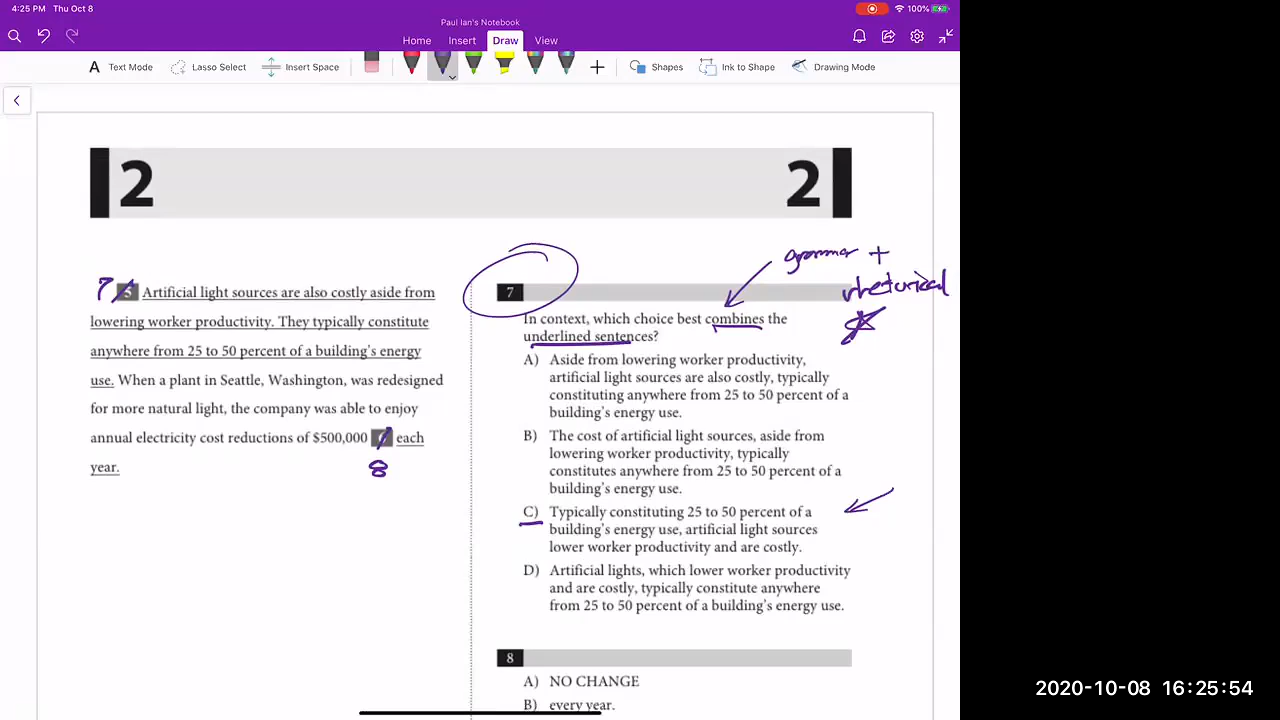 4:25 PM Thu Oct 8
100%
Paul Ian's Notebook
Home Insert Draw View
A Text Mode Lasso Select Insert Space Shapes Ink to Shape Drawing Mode
2 2
grammar +
rhetorical
7 5 Artificial light sources are also costly aside from
lowering worker productivity. They typically constitute
anywhere from 25 to 50 percent of a building's energy
use. When a plant in Seattle, Washington, was redesigned
for more natural light, the company was able to enjoy
annual electricity cost reductions of $500,000 each
8
year.
7
In context, which choice best combines the
underlined sentences?
A) Aside from lowering worker productivity,
artificial light sources are also costly, typically
constituting anywhere from 25 to 50 percent of a
building's energy use.
B) The cost of artificial light sources, aside from
lowering worker productivity, typically
constitutes anywhere from 25 to 50 percent of a
building's energy use.
C) Typically constituting 25 to 50 percent of a
building's energy use, artificial light sources
lower worker productivity and are costly.
D) Artificial lights, which lower worker productivity
and are costly, typically constitute anywhere
from 25 to 50 percent of a building's energy use.
8
A) NO CHANGE
B) every year.
2020-10-08 16:25:54